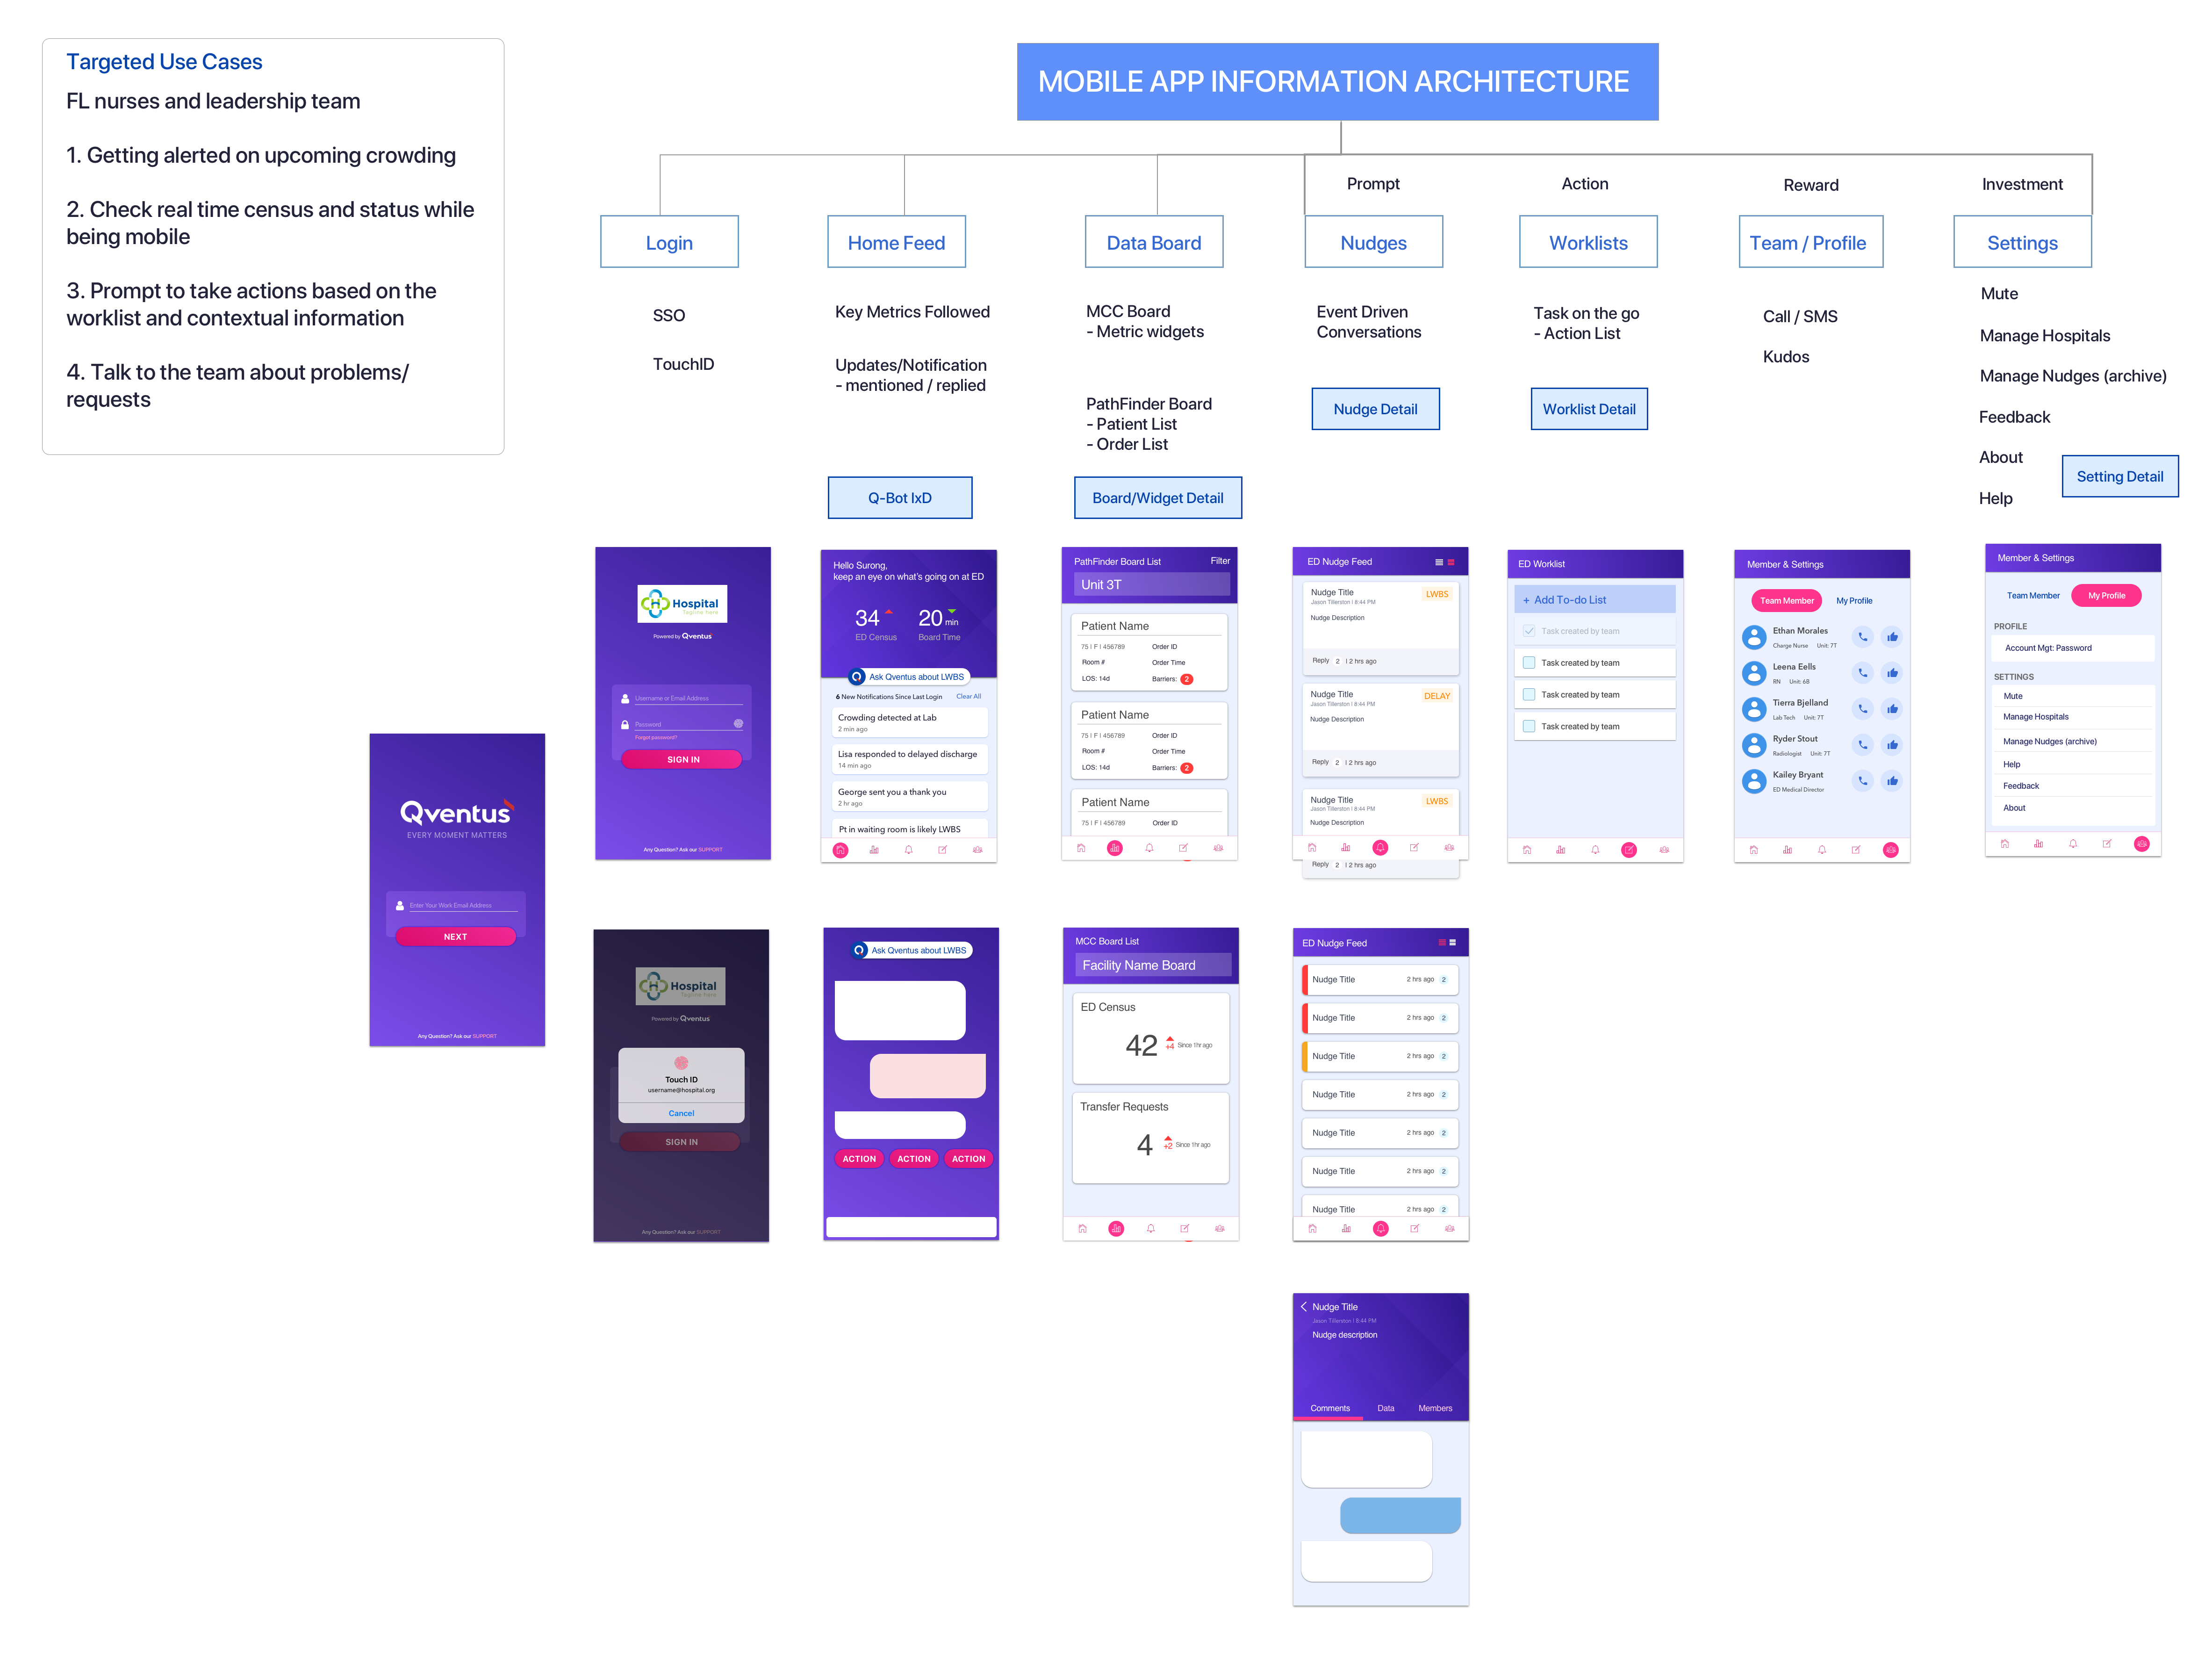 Targeted Use Cases
FL nurses and leadership team
1. Getting alerted on upcoming crowding
2. Check real time census and status while
being mobile
3. Prompt to take actions based on the
worklist and contextual information
4. Talk to the team about problems/
requests
MOBILE APP INFORMATION ARCHITECTURE
Prompt
Action
Reward
Investment
Login
Home Feed
Data Board
Nudges
Worklists
Team / Profile
Settings
SSO
TouchID
Key Metrics Followed
Updates/Notification
- mentioned / replied
Q-Bot IxD
MCC Board
- Metric widgets
PathFinder Board
- Patient List
- Order List
Board/Widget Detail
Event Driven
Conversations
Nudge Detail
Task on the go
- Action List
Worklist Detail
Call / SMS
Kudos
Mute
Manage Hospitals
Manage Nudges (archive)
Feedback
About
Help
Setting Detail
Qventus
EVERY MOMENT MATTERS
Enter Your Work Email Address
NEXT
Any Question? Ask our SUPPORT
Hospital
Tagline here
Powered by Qventus
Username or Email Address
Password
Forgot password?
SIGN IN
Any Question? Ask our SUPPORT
Hello Surong,
keep an eye on what's going on at ED
34
20 min
ED Census
Board Time
Ask Qventus about LWBS
6 New Notifications Since Last Login
Clear All
Crowding detected at Lab
2 min ago
Lisa responded to delayed discharge
14 min ago
George sent you a thank you
2 hr ago
Pt in waiting room is likely LWBS
PathFinder Board List
Filter
Unit 3T
Patient Name
75 | F | 456789
Order ID
Room #
Order Time
LOS: 14d
Barriers: 2
Patient Name
75 | F | 456789
Order ID
Room #
Order Time
LOS: 14d
Barriers: 2
Patient Name
75 | F | 456789
Order ID
ED Nudge Feed
Nudge Title
LWBS
Jason Tillerston | 8:44 PM
Nudge Description
Reply 2 | 2 hrs ago
Nudge Title
DELAY
Jason Tillerston | 8:44 PM
Nudge Description
Reply 2 | 2 hrs ago
Nudge Title
LWBS
Jason Tillerston | 8:44 PM
Nudge Description
Reply 2 | 2 hrs ago
ED Worklist
+ Add To-do List
Task created by team
Task created by team
Task created by team
Task created by team
Member & Settings
Team Member
My Profile
Ethan Morales
Charge Nurse Unit: 7T
Leena Eells
RN Unit: 6B
Tierra Bjelland
Lab Tech Unit: 7T
Ryder Stout
Radiologist Unit: 7T
Kailey Bryant
ED Medical Director
Member & Settings
Team Member
My Profile
PROFILE
Account Mgt: Password
SETTINGS
Mute
Manage Hospitals
Manage Nudges (archive)
Help
Feedback
About
Hospital
Tagline here
Powered by Qventus
Touch ID
username@hospital.org
Cancel
SIGN IN
Any Question? Ask our SUPPORT
Ask Qventus about LWBS
ACTION
ACTION
ACTION
MCC Board List
Facility Name Board
ED Census
42 +4 Since 1hr ago
Transfer Requests
4 +2 Since 1hr ago
ED Nudge Feed
Nudge Title 2 hrs ago 2
Nudge Title 2 hrs ago 2
Nudge Title 2 hrs ago 2
Nudge Title 2 hrs ago 2
Nudge Title 2 hrs ago 2
Nudge Title 2 hrs ago 2
Nudge Title 2 hrs ago 2
Nudge Title
Jason Tillerston | 8:44 PM
Nudge description
Comments
Data
Members